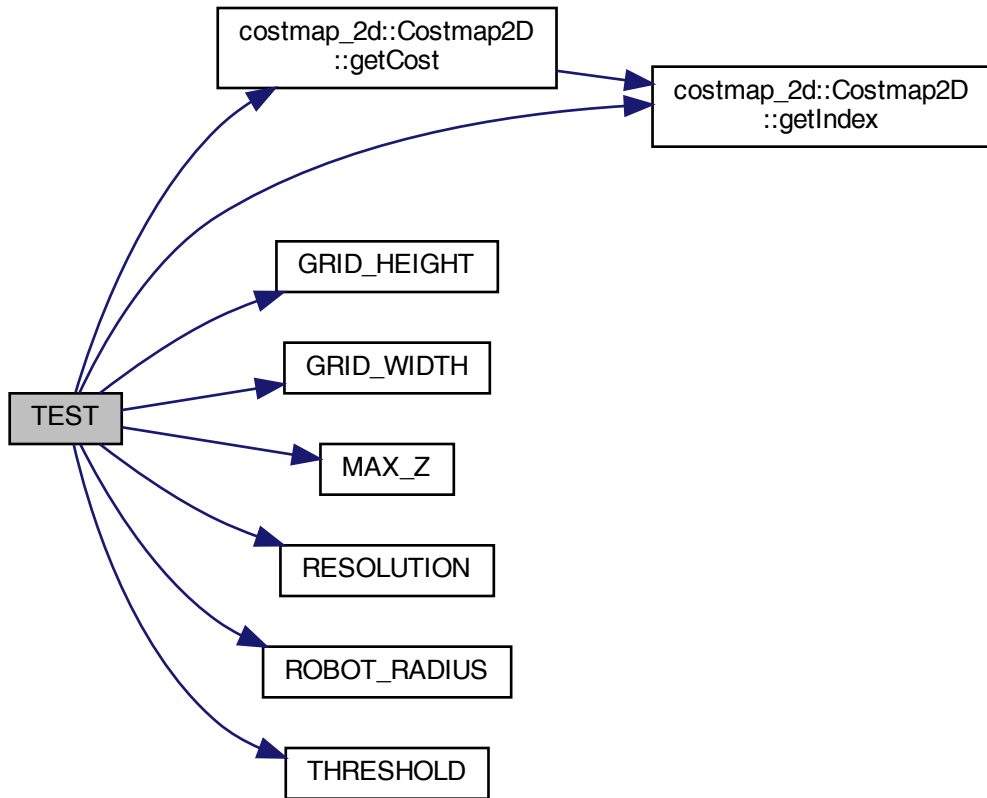 costmap_2d::Costmap2D
::getCost
costmap_2d::Costmap2D
::getIndex
GRID_HEIGHT
GRID_WIDTH
TEST
MAX_Z
RESOLUTION
ROBOT_RADIUS
THRESHOLD